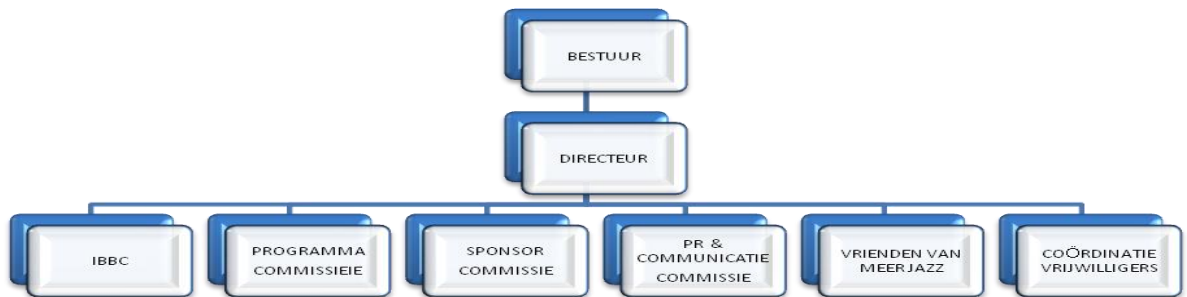 BESTUUR
DIRECTEUR
IBBC
PROGRAMMA
COMMISSIEIE
SPONSOR
COMMISSIE
PR &
COMMUNICATIE
COMMISSIE
VRIENDEN VAN
MEERJAZZ
COÖRDINATIE
VRIJWILLIGERS